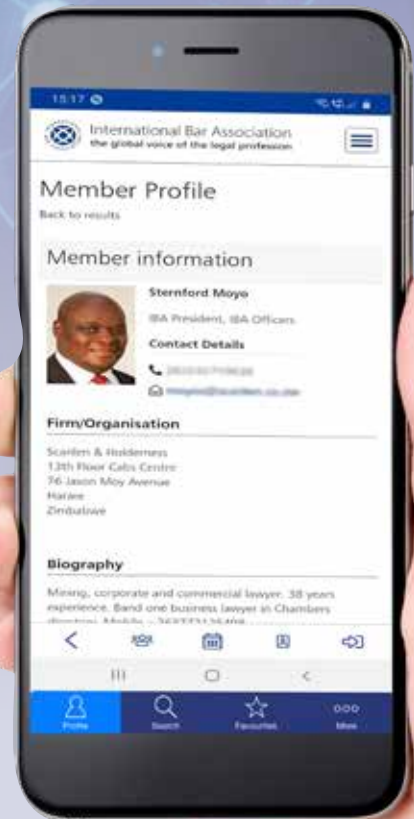 15:17
International Bar Association
the global voice of the legal profession
Member Profile
Back to results
Member information
Sternford Moyo
IBA President, IBA Officers
Contact Details
Firm/Organisation
Scanlen & Holderness
13th Floor Cabs Centre
76 Jason Moy Avenue
Harare
Zimbabwe
Biography
Mining, corporate and commercial lawyer. 38 years
experience. Band one business lawyer in Chambers
Profile
Search
Favourites
More